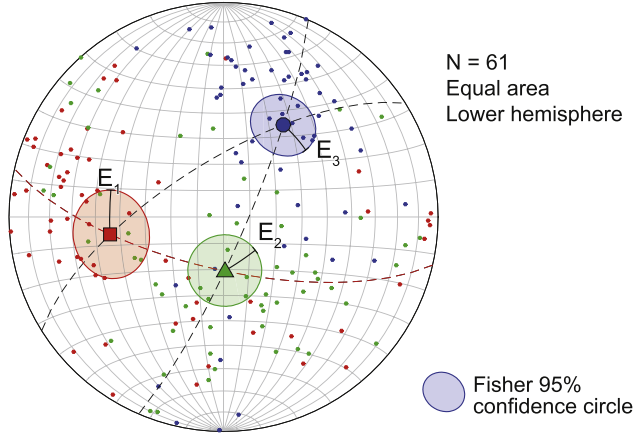 N = 61
Equal area
Lower hemisphere
E3
E1
E2
Fisher 95%
confidence circle